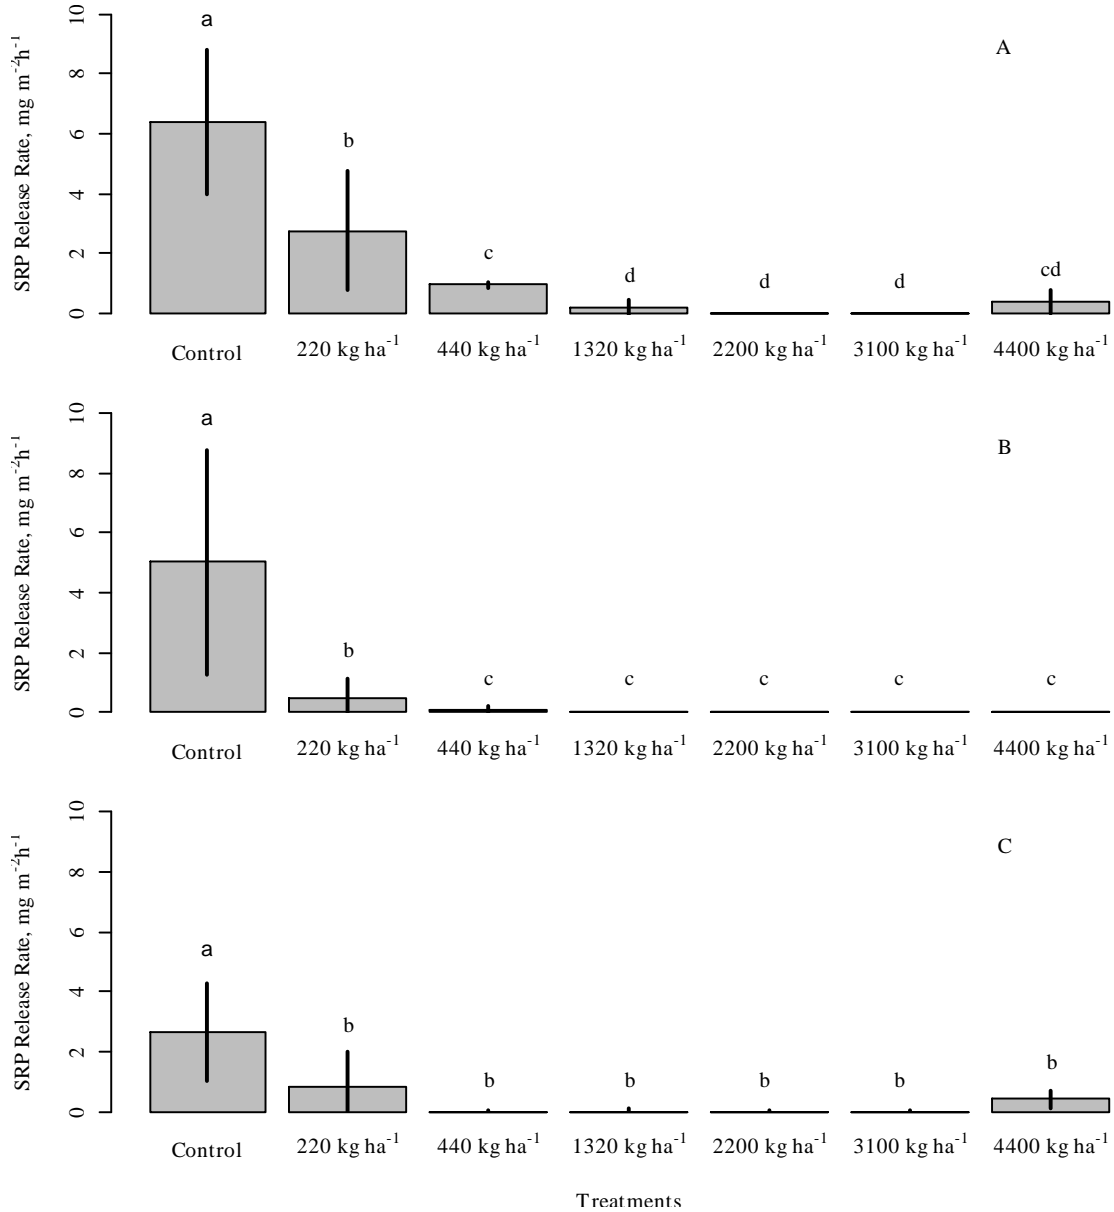 SRP Release Rate, mg m⁻²h⁻¹
10
8
6
4
2
0
A
a
b
c
d
d
d
cd
Control
220 kg ha⁻¹
440 kg ha⁻¹
1320 kg ha⁻¹
2200 kg ha⁻¹
3100 kg ha⁻¹
4400 kg ha⁻¹
SRP Release Rate, mg m⁻²h⁻¹
10
8
6
4
2
0
B
a
b
c
c
c
c
c
Control
220 kg ha⁻¹
440 kg ha⁻¹
1320 kg ha⁻¹
2200 kg ha⁻¹
3100 kg ha⁻¹
4400 kg ha⁻¹
SRP Release Rate, mg m⁻²h⁻¹
10
8
6
4
2
0
C
a
b
b
b
b
b
b
Control
220 kg ha⁻¹
440 kg ha⁻¹
1320 kg ha⁻¹
2200 kg ha⁻¹
3100 kg ha⁻¹
4400 kg ha⁻¹
Treatments